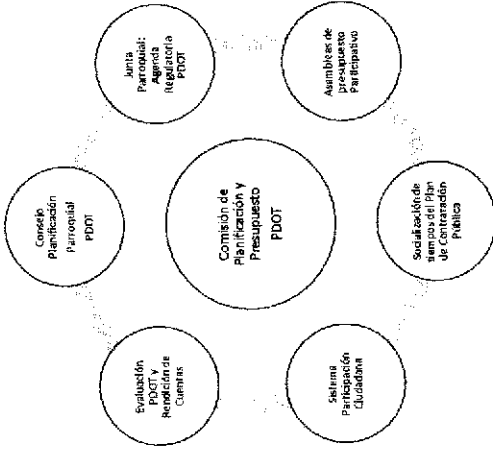 Consejo
Planificación
Parroquial
PDOT
Junta
Parroquial:
Agenda
Regulatoria
PDOT
Asambleas de
presupuesto
Participativo
Socialización de
tiempos del Plan
de Contratación
Pública
Sistema
Participación
Ciudadana
Evaluación
PDOT y
Rendición de
Cuentas
Comisión de
Planificación y
Presupuesto
PDOT